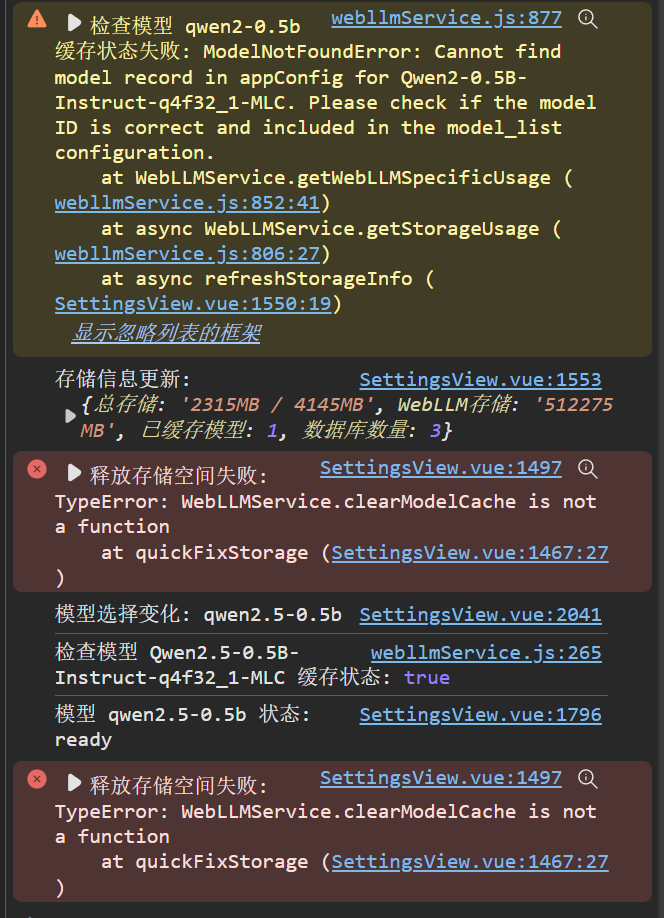 检查模型 qwen2-0.5b webllmService.js:877
缓存状态失败: ModelNotFoundError: Cannot find
model record in appConfig for Qwen2-0.5B-
Instruct-q4f32_1-MLC. Please check if the model
ID is correct and included in the model_list
configuration.
at WebLLMService.getWebLLMSpecificUsage (
webllmService.js:852:41)
at async WebLLMService.getStorageUsage (
webllmService.js:806:27)
at async refreshStorageInfo (
SettingsView.vue:1550:19)
显示忽略列表的框架
存储信息更新: SettingsView.vue:1553
{总存储: '2315MB / 4145MB', WebLLM存储: '512275
MB', 已缓存模型: 1, 数据库数量: 3}
释放存储空间失败: SettingsView.vue:1497
TypeError: WebLLMService.clearModelCache is not
a function
at quickFixStorage (SettingsView.vue:1467:27
)
模型选择变化: qwen2.5-0.5b SettingsView.vue:2041
检查模型 Qwen2.5-0.5B- webllmService.js:265
Instruct-q4f32_1-MLC 缓存状态: true
模型 qwen2.5-0.5b 状态: SettingsView.vue:1796
ready
释放存储空间失败: SettingsView.vue:1497
TypeError: WebLLMService.clearModelCache is not
a function
at quickFixStorage (SettingsView.vue:1467:27
)